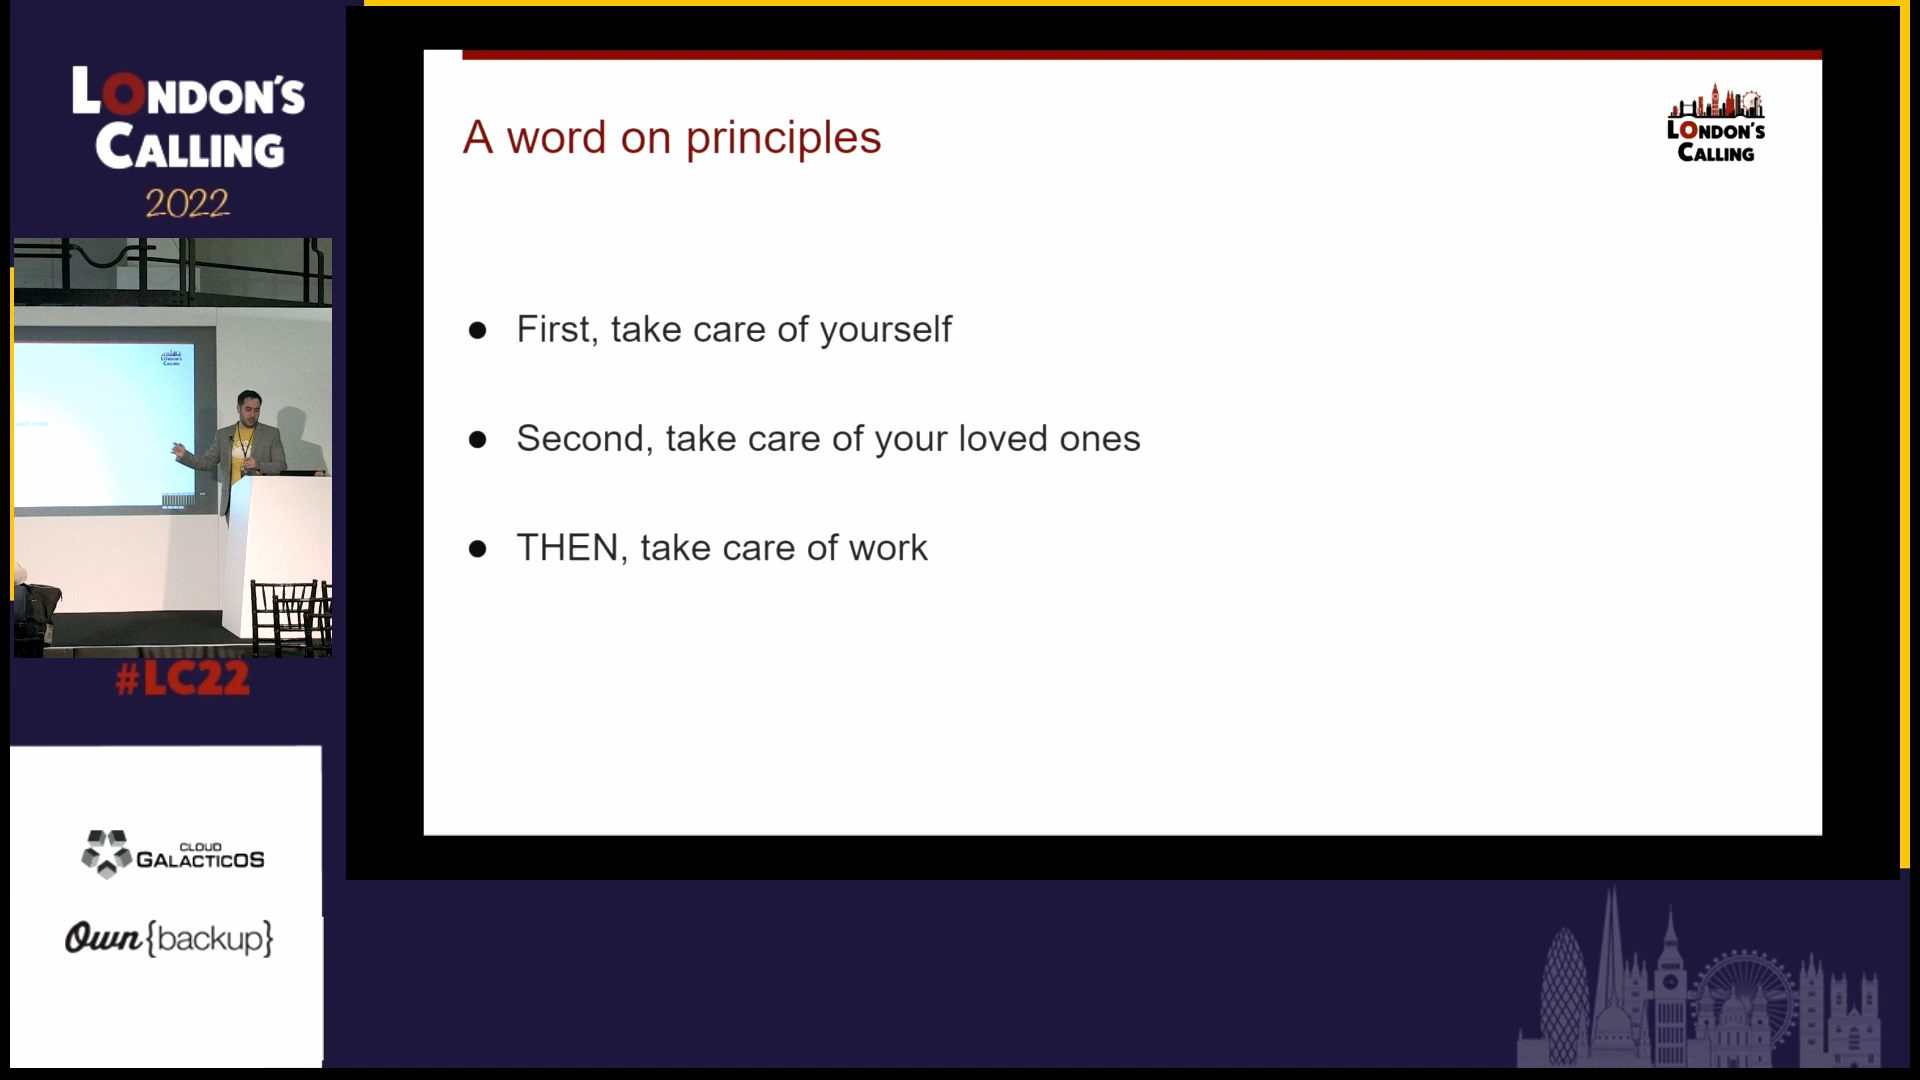 LONDON'S
CALLING
2022
#LC22
CLOUD
GALACTICOS
Own{backup}
A word on principles
LONDON'S
CALLING
● First, take care of yourself
● Second, take care of your loved ones
● THEN, take care of work